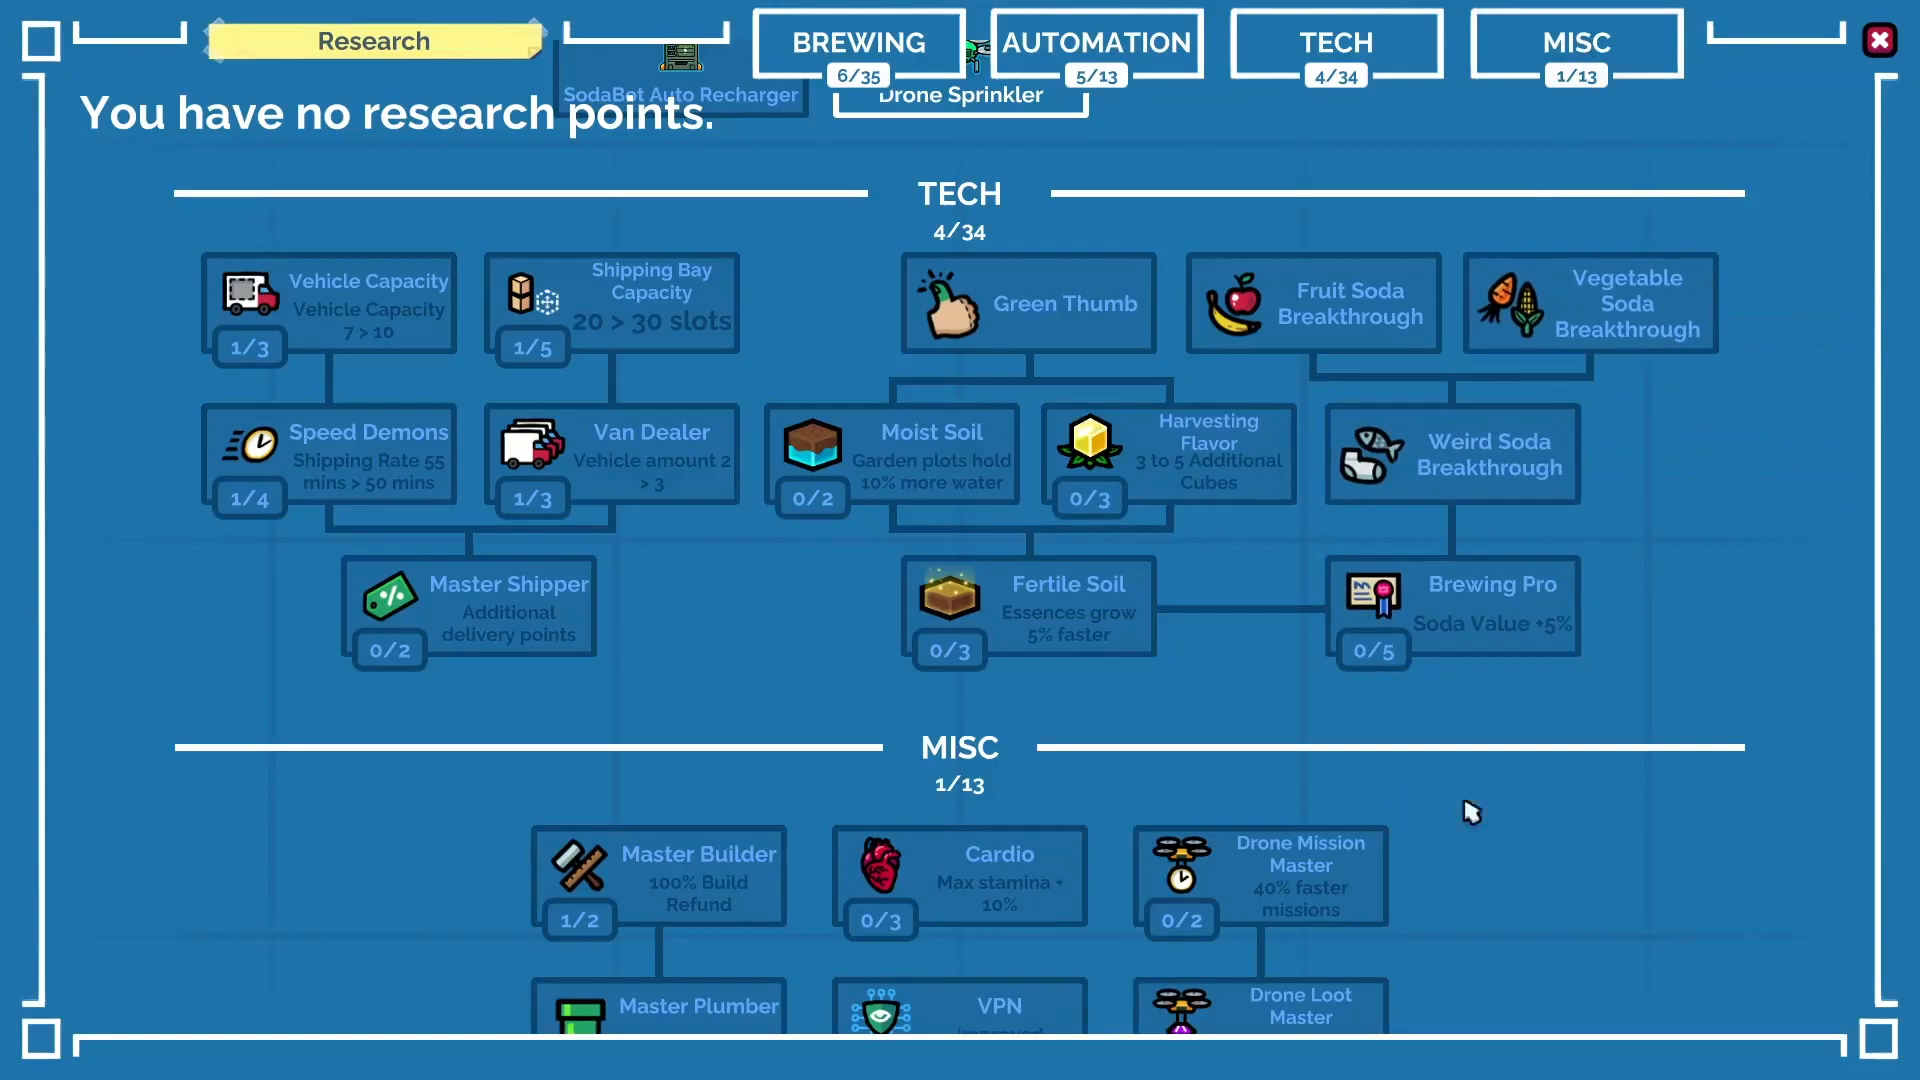 Research
BREWING
6/35
AUTOMATION
5/13
TECH
4/34
MISC
1/13
SodaBot Auto Recharger
Drone Sprinkler
You have no research points.
TECH
4/34
Vehicle Capacity
Vehicle Capacity
7 > 10
1/3
Shipping Bay
Capacity
20 > 30 slots
1/5
Green Thumb
Fruit Soda
Breakthrough
Vegetable
Soda
Breakthrough
Speed Demons
Shipping Rate 55
mins > 50 mins
1/4
Van Dealer
Vehicle amount 2
> 3
1/3
Moist Soil
Garden plots hold
10% more water
0/2
Harvesting
Flavor
3 to 5 Additional
Cubes
0/3
Weird Soda
Breakthrough
Master Shipper
Additional
delivery points
0/2
Fertile Soil
Essences grow
5% faster
0/3
Brewing Pro
Soda Value +5%
0/5
MISC
1/13
Master Builder
100% Build
Refund
1/2
Cardio
Max stamina +
10%
0/3
Drone Mission
Master
40% faster
missions
0/2
Master Plumber
VPN
Improved
Drone Loot
Master